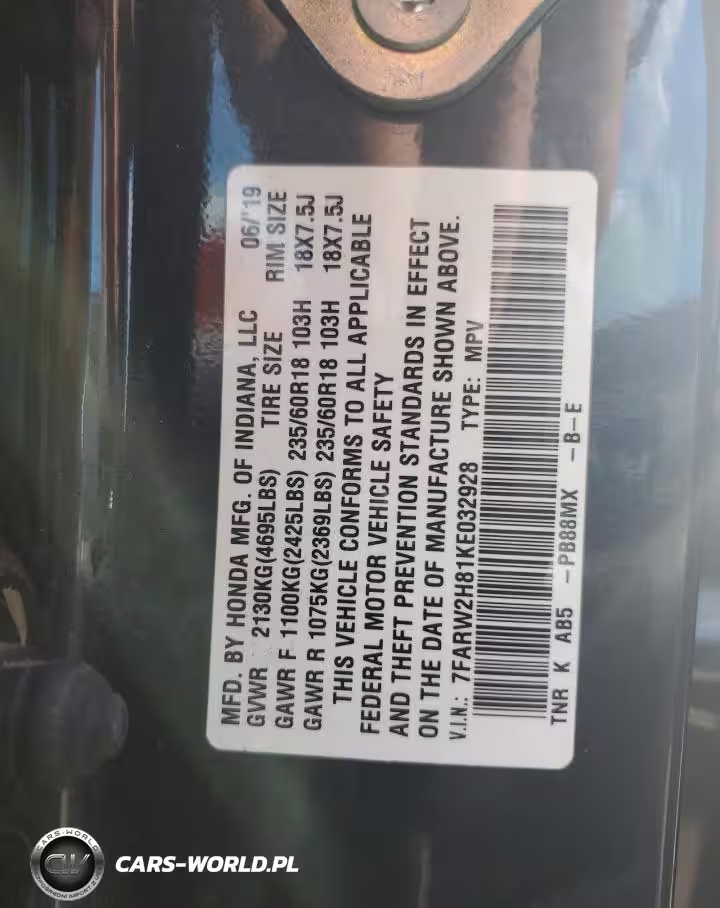 MFD. BY HONDA MFG. OF INDIANA, LLC 06/'19
GVWR 2130KG(4695LBS) TIRE SIZE RIM SIZE
GAWR F 1100KG(2425LBS) 235/60R18 103H 18X7.5J
GAWR R 1075KG(2369LBS) 235/60R18 103H 18X7.5J
THIS VEHICLE CONFORMS TO ALL APPLICABLE
FEDERAL MOTOR VEHICLE SAFETY
AND THEFT PREVENTION STANDARDS IN EFFECT
ON THE DATE OF MANUFACTURE SHOWN ABOVE.
V.I.N.: 7FARW2H81KE032928 TYPE: MPV
TNR K AB5 -PB88MX -B-E
CARS-WORLD
CW
CARS-WORLD.PL